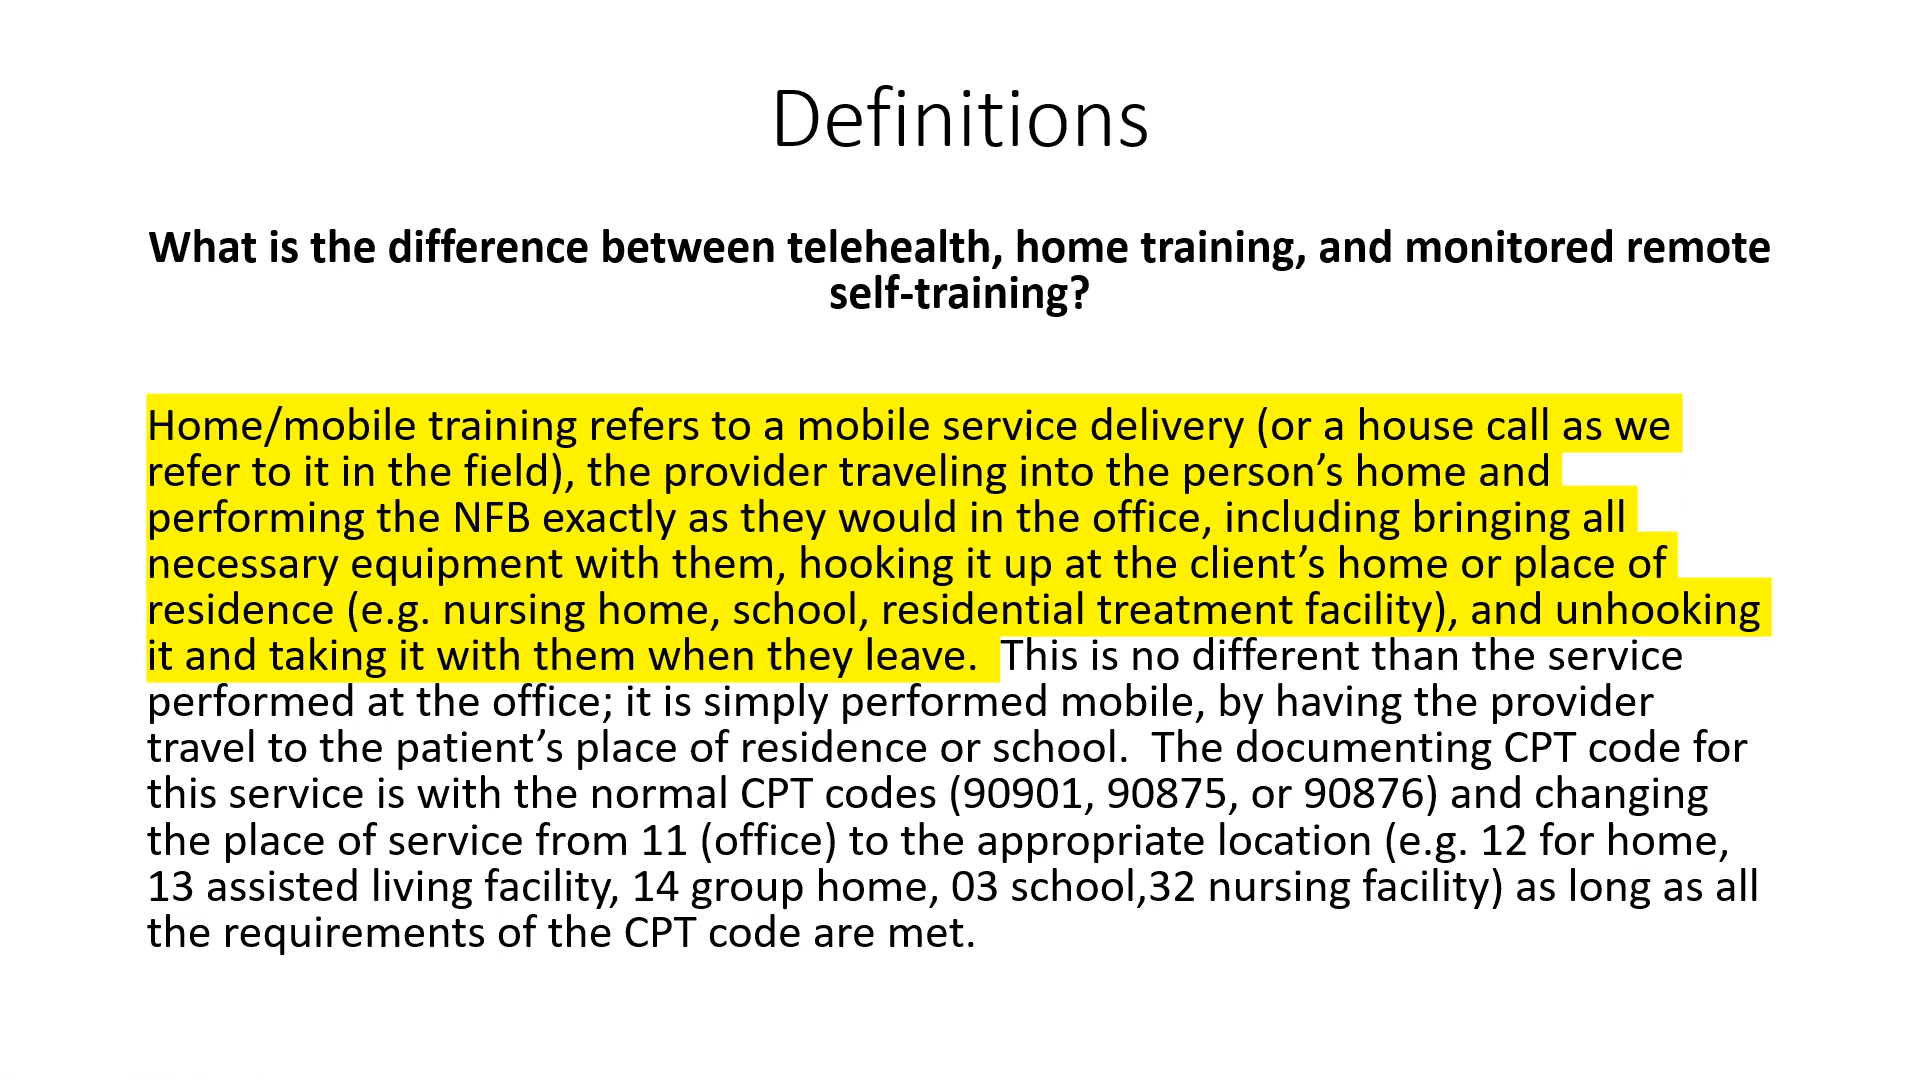 Definitions
What is the difference between telehealth, home training, and monitored remote
self-training?
Home/mobile training refers to a mobile service delivery (or a house call as we
refer to it in the field), the provider traveling into the person’s home and
performing the NFB exactly as they would in the office, including bringing all
necessary equipment with them, hooking it up at the client’s home or place of
residence (e.g. nursing home, school, residential treatment facility), and unhooking
it and taking it with them when they leave.  This is no different than the service
performed at the office; it is simply performed mobile, by having the provider
travel to the patient’s place of residence or school.  The documenting CPT code for
this service is with the normal CPT codes (90901, 90875, or 90876) and changing
the place of service from 11 (office) to the appropriate location (e.g. 12 for home,
13 assisted living facility, 14 group home, 03 school,32 nursing facility) as long as all
the requirements of the CPT code are met.